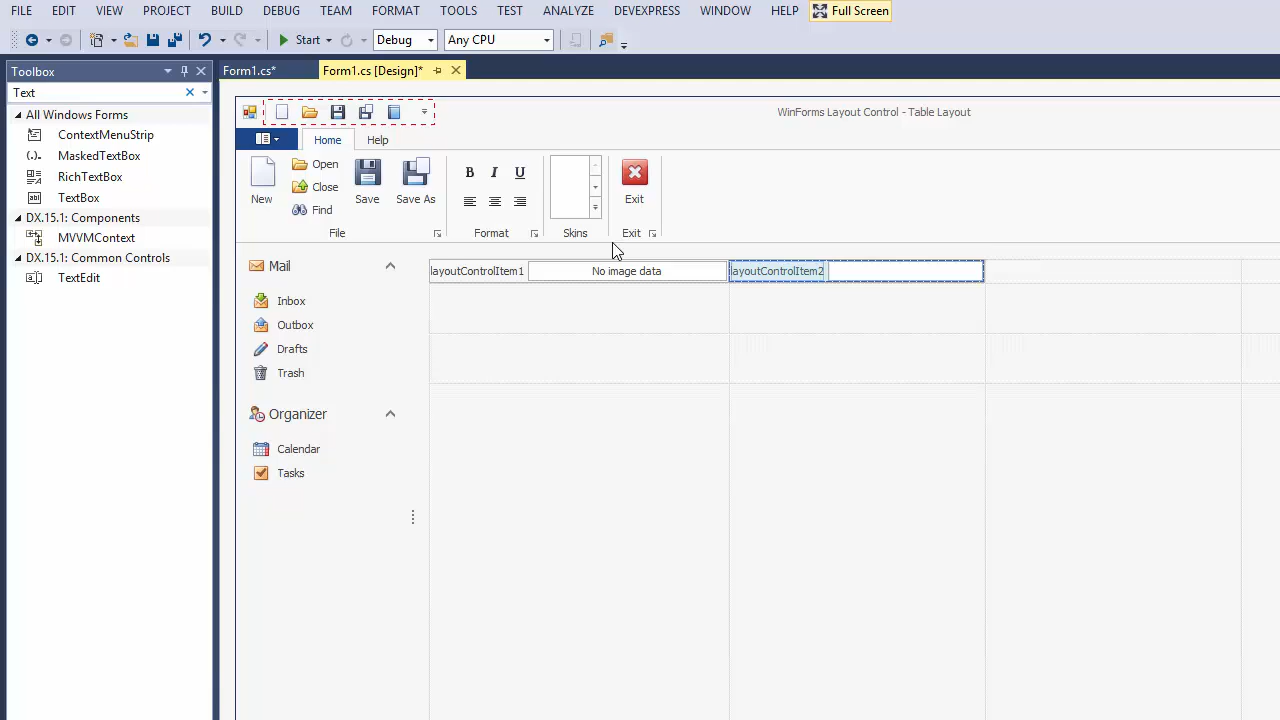 FILE EDIT VIEW PROJECT BUILD DEBUG TEAM FORMAT TOOLS TEST ANALYZE DEVEXPRESS WINDOW HELP Full Screen
Start Debug Any CPU
Toolbox
Form1.cs* Form1.cs [Design]*
Text
All Windows Forms
ContextMenuStrip
MaskedTextBox
RichTextBox
TextBox
DX.15.1: Components
MVVMContext
DX.15.1: Common Controls
TextEdit
WinForms Layout Control - Table Layout
Home Help
New
Open
Close
Find
Save
Save As
File
B I U
Format
Skins
Exit
Exit
Mail
Inbox
Outbox
Drafts
Trash
Organizer
Calendar
Tasks
layoutControlItem1 No image data layoutControlItem2